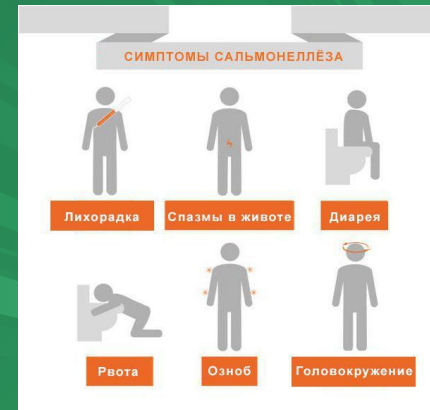 СИМПТОМЫ САЛЬМОНЕЛЛЁЗА
Лихорадка
Спазмы в животе
Диарея
Рвота
Озноб
Головокружение